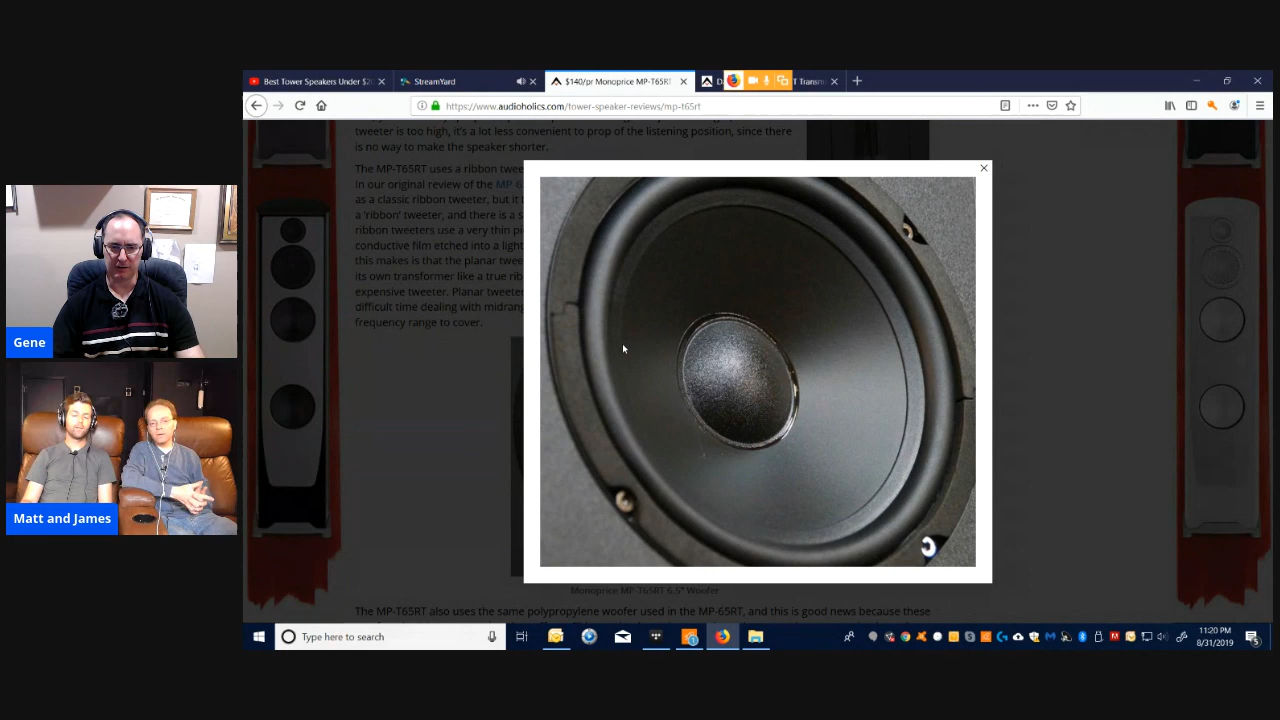 Best Tower Speakers Under $2
StreamYard
$140/pr Monoprice MP-T65RT
T Transm
https://www.audioholics.com/tower-speaker-reviews/mp-t65rt
tweeter is too high, it's a lot less convenient to prop of the listening position, since there
is no way to make the speaker shorter.
The MP-T65RT uses a ribbon twee
In our original review of the MP-6
as a classic ribbon tweeter, but it
a 'ribbon' tweeter, and there is a s
ribbon tweeters use a very thin pi
conductive film etched into a light
this makes is that the planar twee
its own transformer like a true rib
expensive tweeter. Planar tweeter
difficult time dealing with midrang
frequency range to cover.
Monoprice MP-T65RT 6.5" Woofer
The MP-T65RT also uses the same polypropylene woofer used in the MP-65RT, and this is good news because these
Gene
Matt and James
Type here to search
11:20 PM
8/31/2019